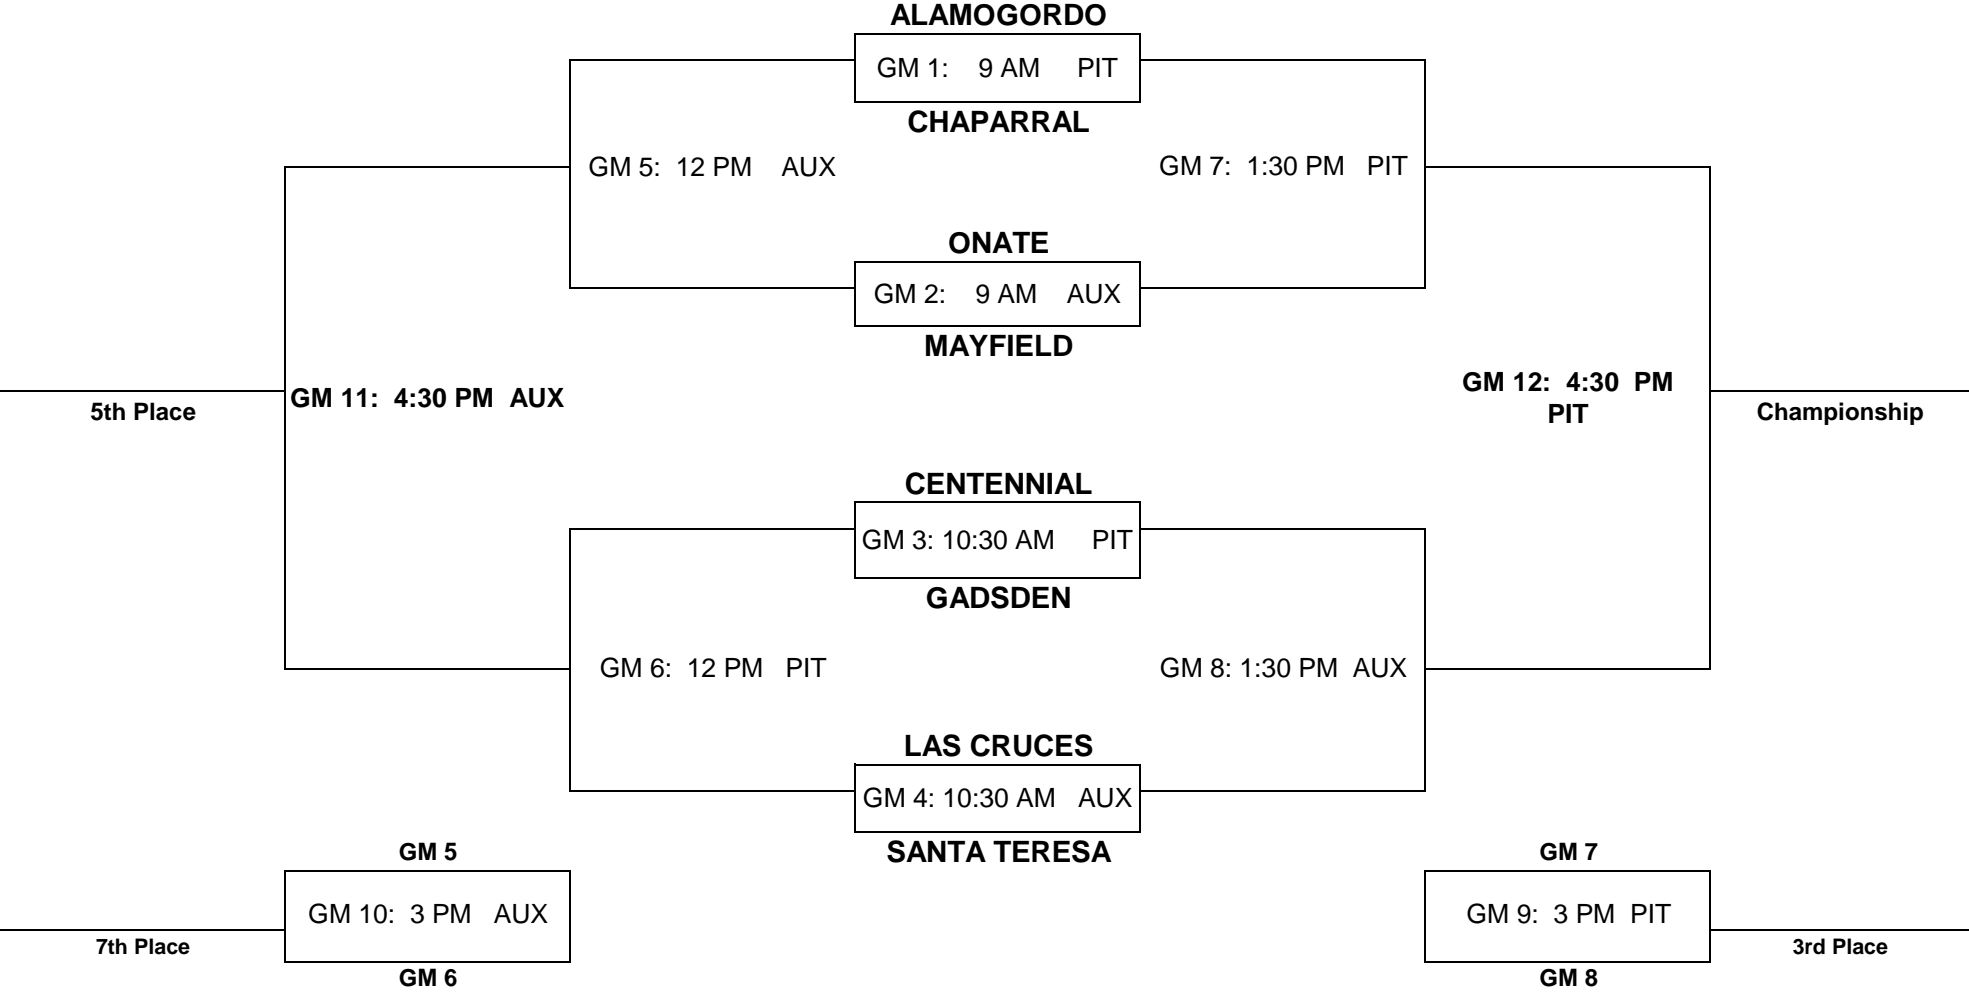 ALAMOGORDO
GM 1: 9 AM PIT
CHAPARRAL
GM 5: 12 PM AUX
GM 7: 1:30 PM PIT
ONATE
GM 2: 9 AM AUX
MAYFIELD
GM 11: 4:30 PM AUX
GM 12: 4:30 PM
PIT
5th Place
Championship
CENTENNIAL
GM 3: 10:30 AM PIT
GADSDEN
GM 6: 12 PM PIT
GM 8: 1:30 PM AUX
LAS CRUCES
GM 4: 10:30 AM AUX
SANTA TERESA
GM 5
GM 7
GM 10: 3 PM AUX
GM 9: 3 PM PIT
7th Place
3rd Place
GM 6
GM 8